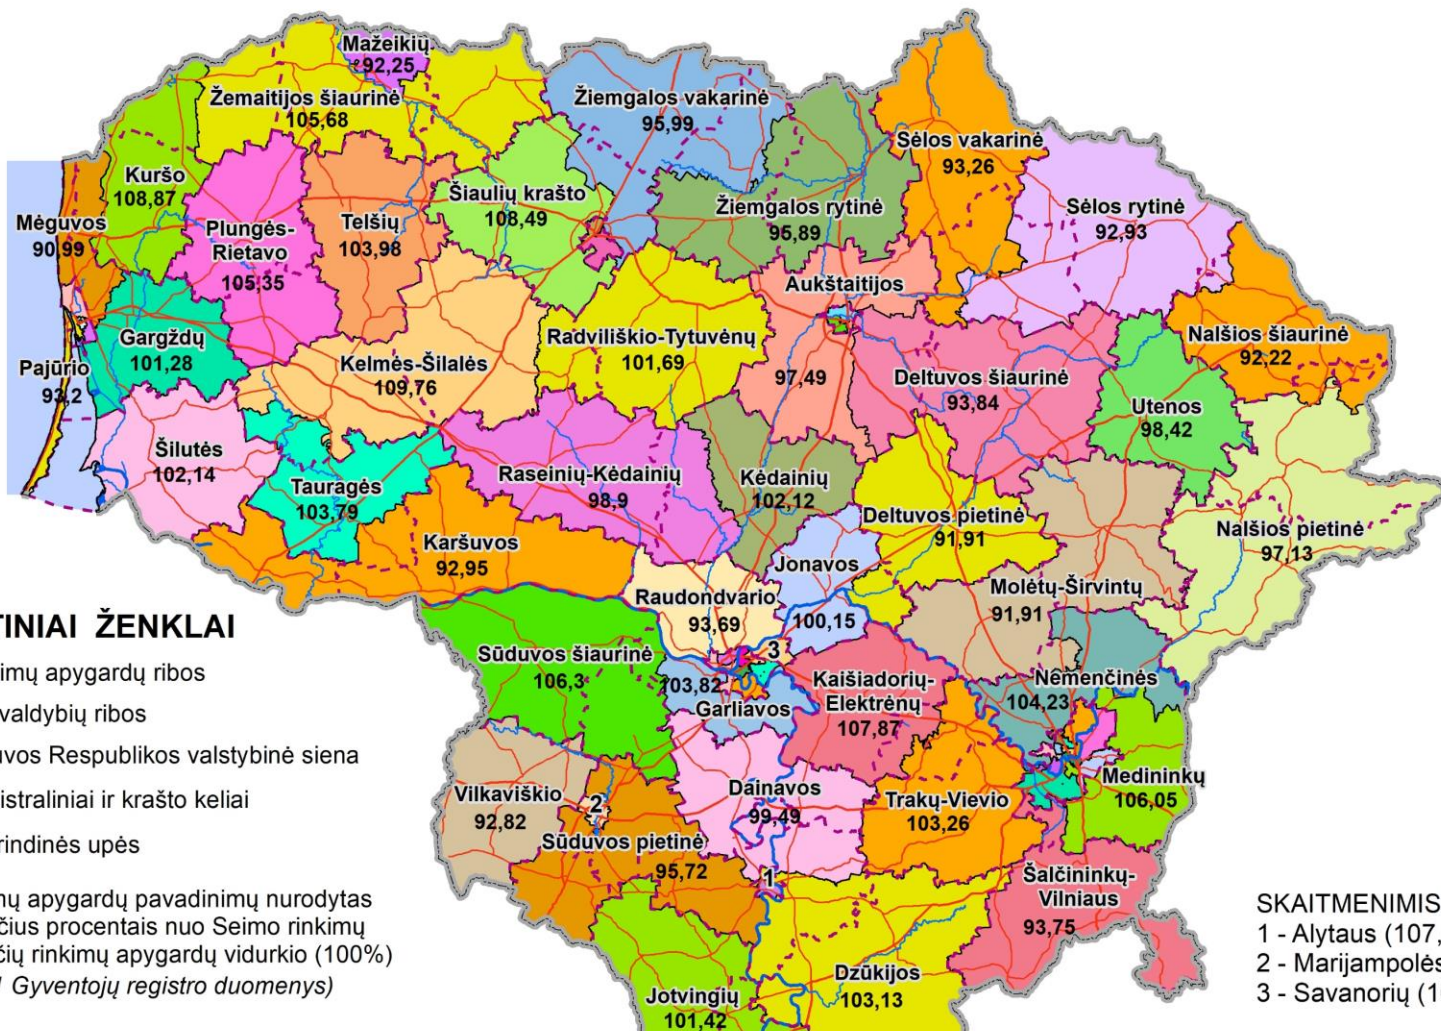 Mažeikių
92,25
Žemaitijos šiaurinė
105,68
Žiemgalos vakarinė
95,99
Sėlos vakarinė
93,26
Kuršo
108,87
Šiaulių krašto
108,49
Mėguvos
90,99
Plungės-
Rietavo
105,35
Telšių
103,98
Žiemgalos rytinė
95,89
Sėlos rytinė
92,93
Aukštaitijos
97,49
Gargždų
101,28
Kelmės-Šilalės
109,76
Radviliškio-Tytuvėnų
101,69
Nalšios šiaurinė
92,22
Pajūrio
93,2
Deltuvos šiaurinė
93,84
Utenos
98,42
Šilutės
102,14
Tauragės
103,79
Raseinių-Kėdainių
98,9
Kėdainių
102,12
Deltuvos pietinė
91,91
Nalšios pietinė
97,13
Karšuvos
92,95
Jonavos
100,15
Raudondvario
93,69
Molėtų-Širvintų
91,91
3
Sūduvos šiaurinė
106,3
103,82
Garliavos
Kaišiadorių-
Elektrėnų
107,87
Nemenčinės
104,23
Medininkų
106,05
Vilkaviškio
92,82
2
Dainavos
99,49
Trakų-Vievio
103,26
Sūduvos pietinė
95,72
1
Šalčininkų-
Vilniaus
93,75
Dzūkijos
103,13
Jotvingių
101,42
TINIAI ŽENKLAI
imų apygardų ribos
valdybių ribos
uvos Respublikos valstybinė siena
istraliniai ir krašto keliai
rindinės upės
nų apygardų pavadinimų nurodytas
čius procentais nuo Seimo rinkimų
čių rinkimų apygardų vidurkio (100%)
Gyventojų registro duomenys)
SKAITMENIMIS
1 - Alytaus (107,
2 - Marijampolės
3 - Savanorių (1